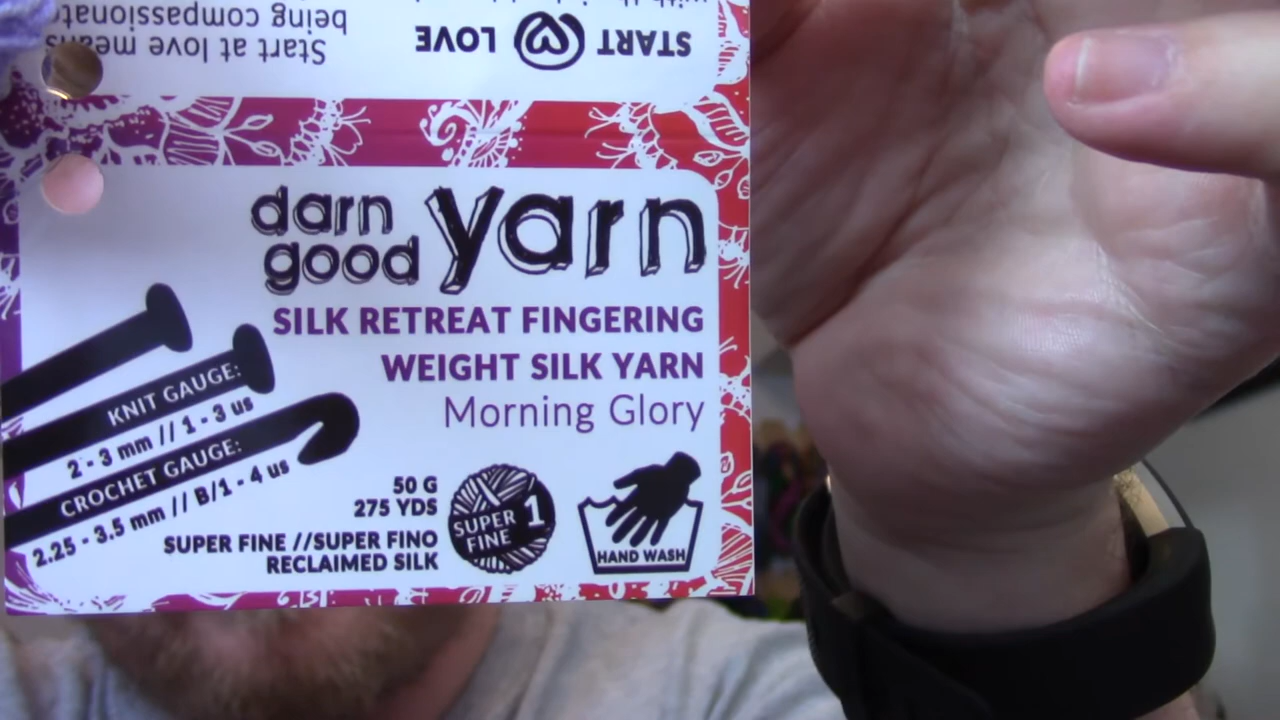 being compassionate
Start at love means
START LOVE
darn good yarn
SILK RETREAT FINGERING
WEIGHT SILK YARN
Morning Glory
KNIT GAUGE:
2 - 3 mm // 1 - 3 us
CROCHET GAUGE:
2.25 - 3.5 mm // B/1 - 4 us
50 G
275 YDS
SUPER FINE //SUPER FINO
RECLAIMED SILK
SUPER FINE 1
HAND WASH